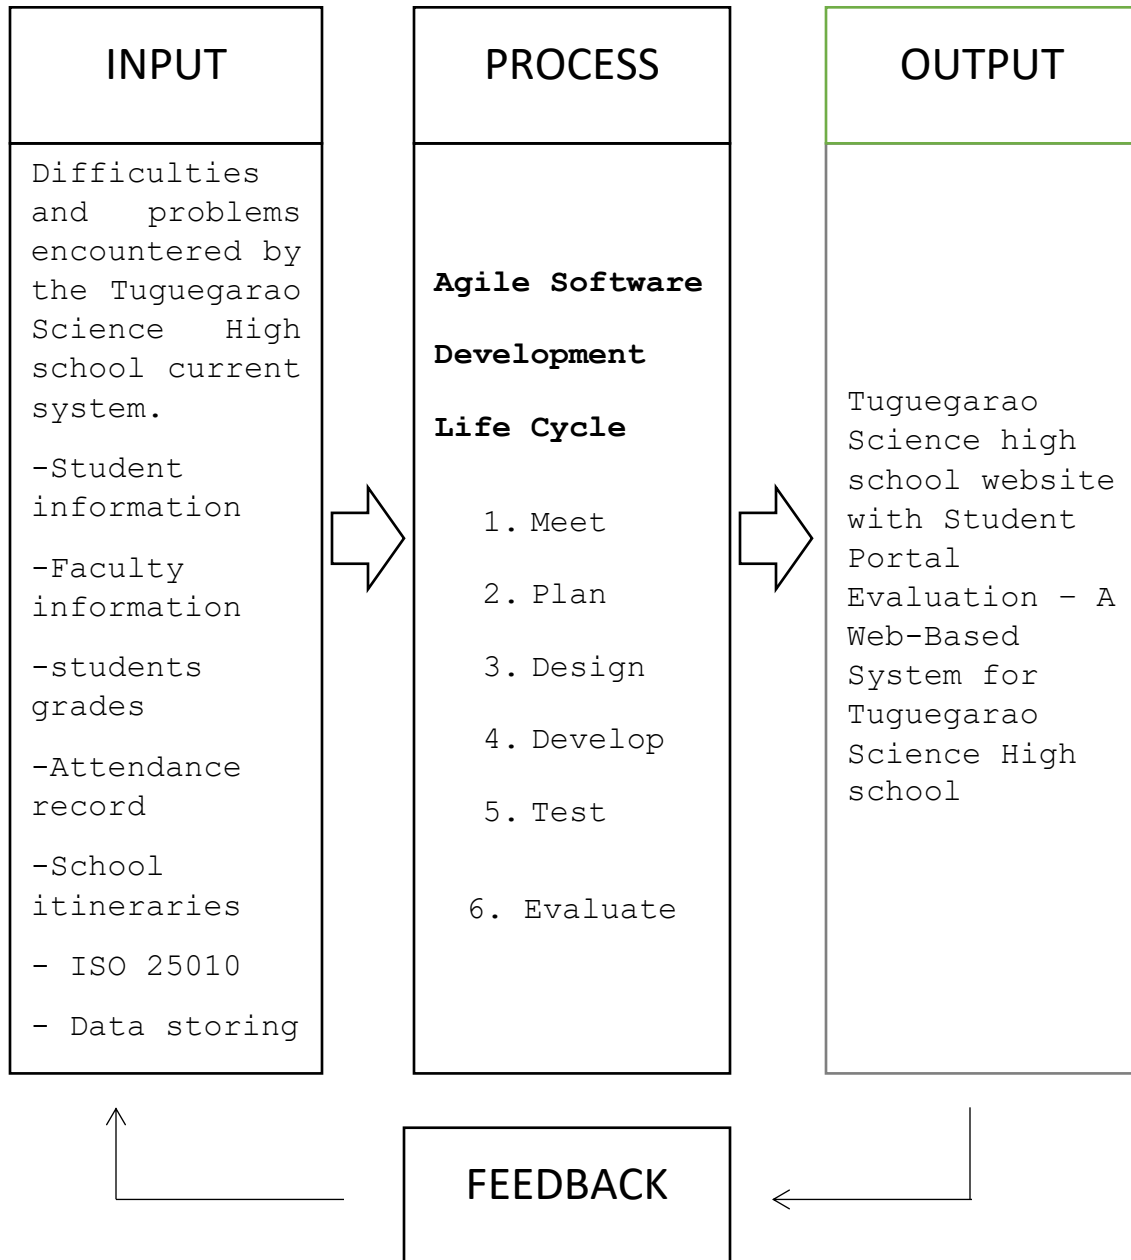 INPUT
Difficulties
and problems
encountered by
the Tuguegarao
Science High
school current
system.
-Student
information
-Faculty
information
-students
grades
-Attendance
record
-School
itineraries
- ISO 25010
- Data storing
PROCESS
Agile Software
Development
Life Cycle
1. Meet
2. Plan
3. Design
4. Develop
5. Test
6. Evaluate
OUTPUT
Tuguegarao
Science high
school website
with Student
Portal
Evaluation – A
Web-Based
System for
Tuguegarao
Science High
school
FEEDBACK